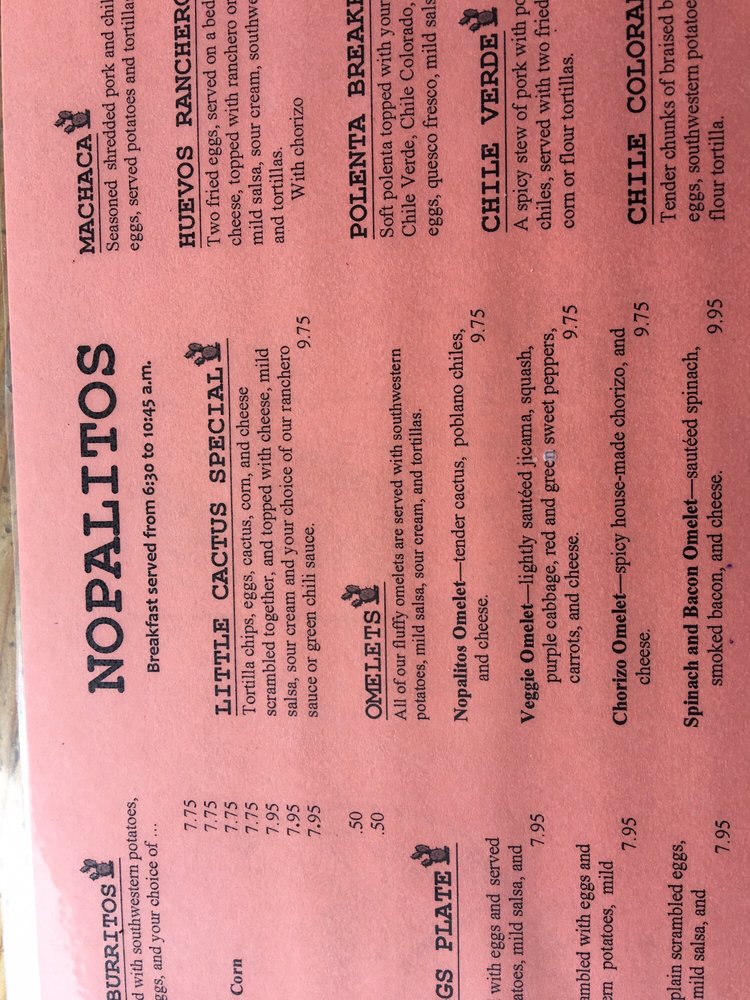 BURRITOS
d with southwestern potatoes,
ggs, and your choice of ...
7.75
7.75
7.75
Corn 7.75
7.95
7.95
7.95
.50
.50
GS PLATE
with eggs and served
atoes, mild salsa, and
7.95
ambled with eggs and
rn potatoes, mild
7.95
plain scrambled eggs,
mild salsa, and
7.95
NOPALITOS
Breakfast served from 6:30 to 10:45 a.m.
LITTLE CACTUS SPECIAL
Tortilla chips, eggs, cactus, corn, and cheese
scrambled together, and topped with cheese, mild
salsa, sour cream and your choice of our ranchero
sauce or green chili sauce. 9.75
OMELETS
All of our fluffy omelets are served with southwestern
potatoes, mild salsa, sour cream, and tortillas.
Nopalitos Omelet—tender cactus, poblano chiles,
and cheese. 9.75
Veggie Omelet—lightly sautéed jicama, squash,
purple cabbage, red and green sweet peppers,
carrots, and cheese. 9.75
Chorizo Omelet—spicy house-made chorizo, and
cheese. 9.75
Spinach and Bacon Omelet—sautéed spinach,
smoked bacon, and cheese. 9.95
MACHACA
Seasoned shredded pork and chil
eggs, served potatoes and tortilla
HUEVOS RANCHERO
Two fried eggs, served on a bed
cheese, topped with ranchero or
mild salsa, sour cream, southwe
and tortillas.
With chorizo
POLENTA BREAKF
Soft polenta topped with your
Chile Verde, Chile Colorado,
eggs, quesco fresco, mild sals
CHILE VERDE
A spicy stew of pork with po
chiles, served with two fried
corn or flour tortillas.
CHILE COLORA
Tender chunks of braised b
eggs, southwestern potatoe
flour tortilla.